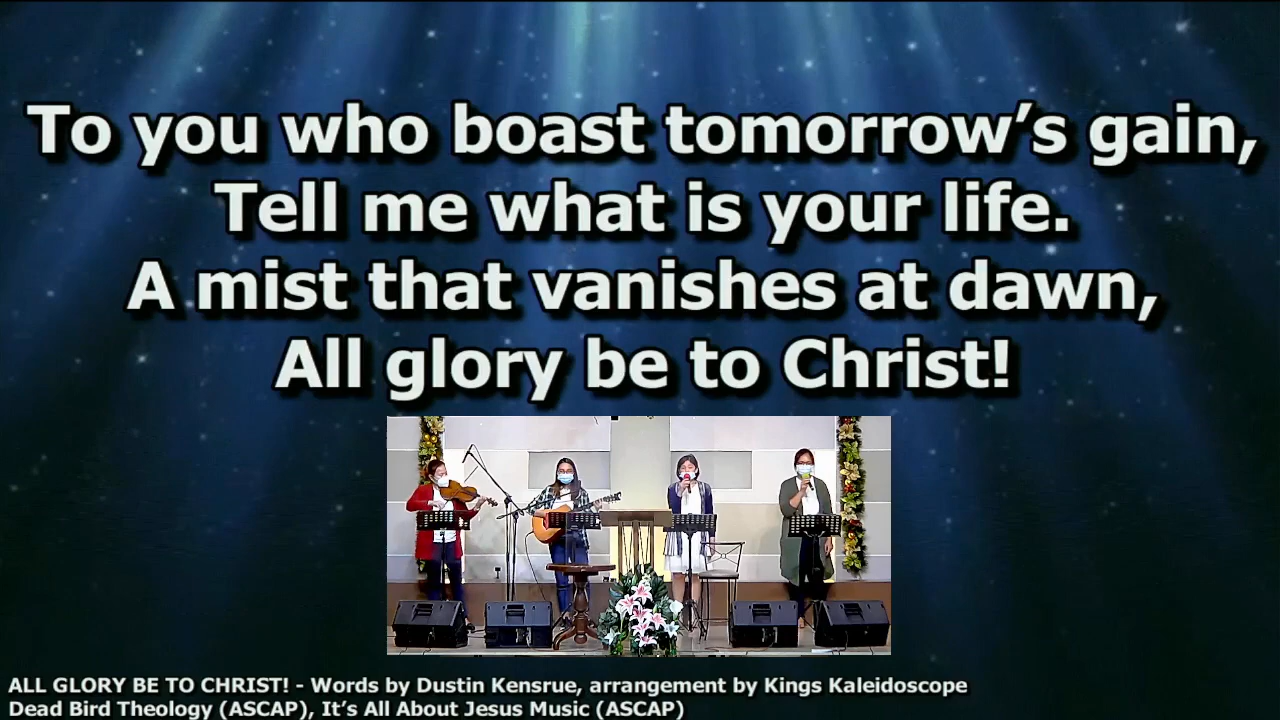 To you who boast tomorrow’s gain,
Tell me what is your life.
A mist that vanishes at dawn,
All glory be to Christ!
ALL GLORY BE TO CHRIST! - Words by Dustin Kensrue, arrangement by Kings Kaleidoscope
Dead Bird Theology (ASCAP), It’s All About Jesus Music (ASCAP)